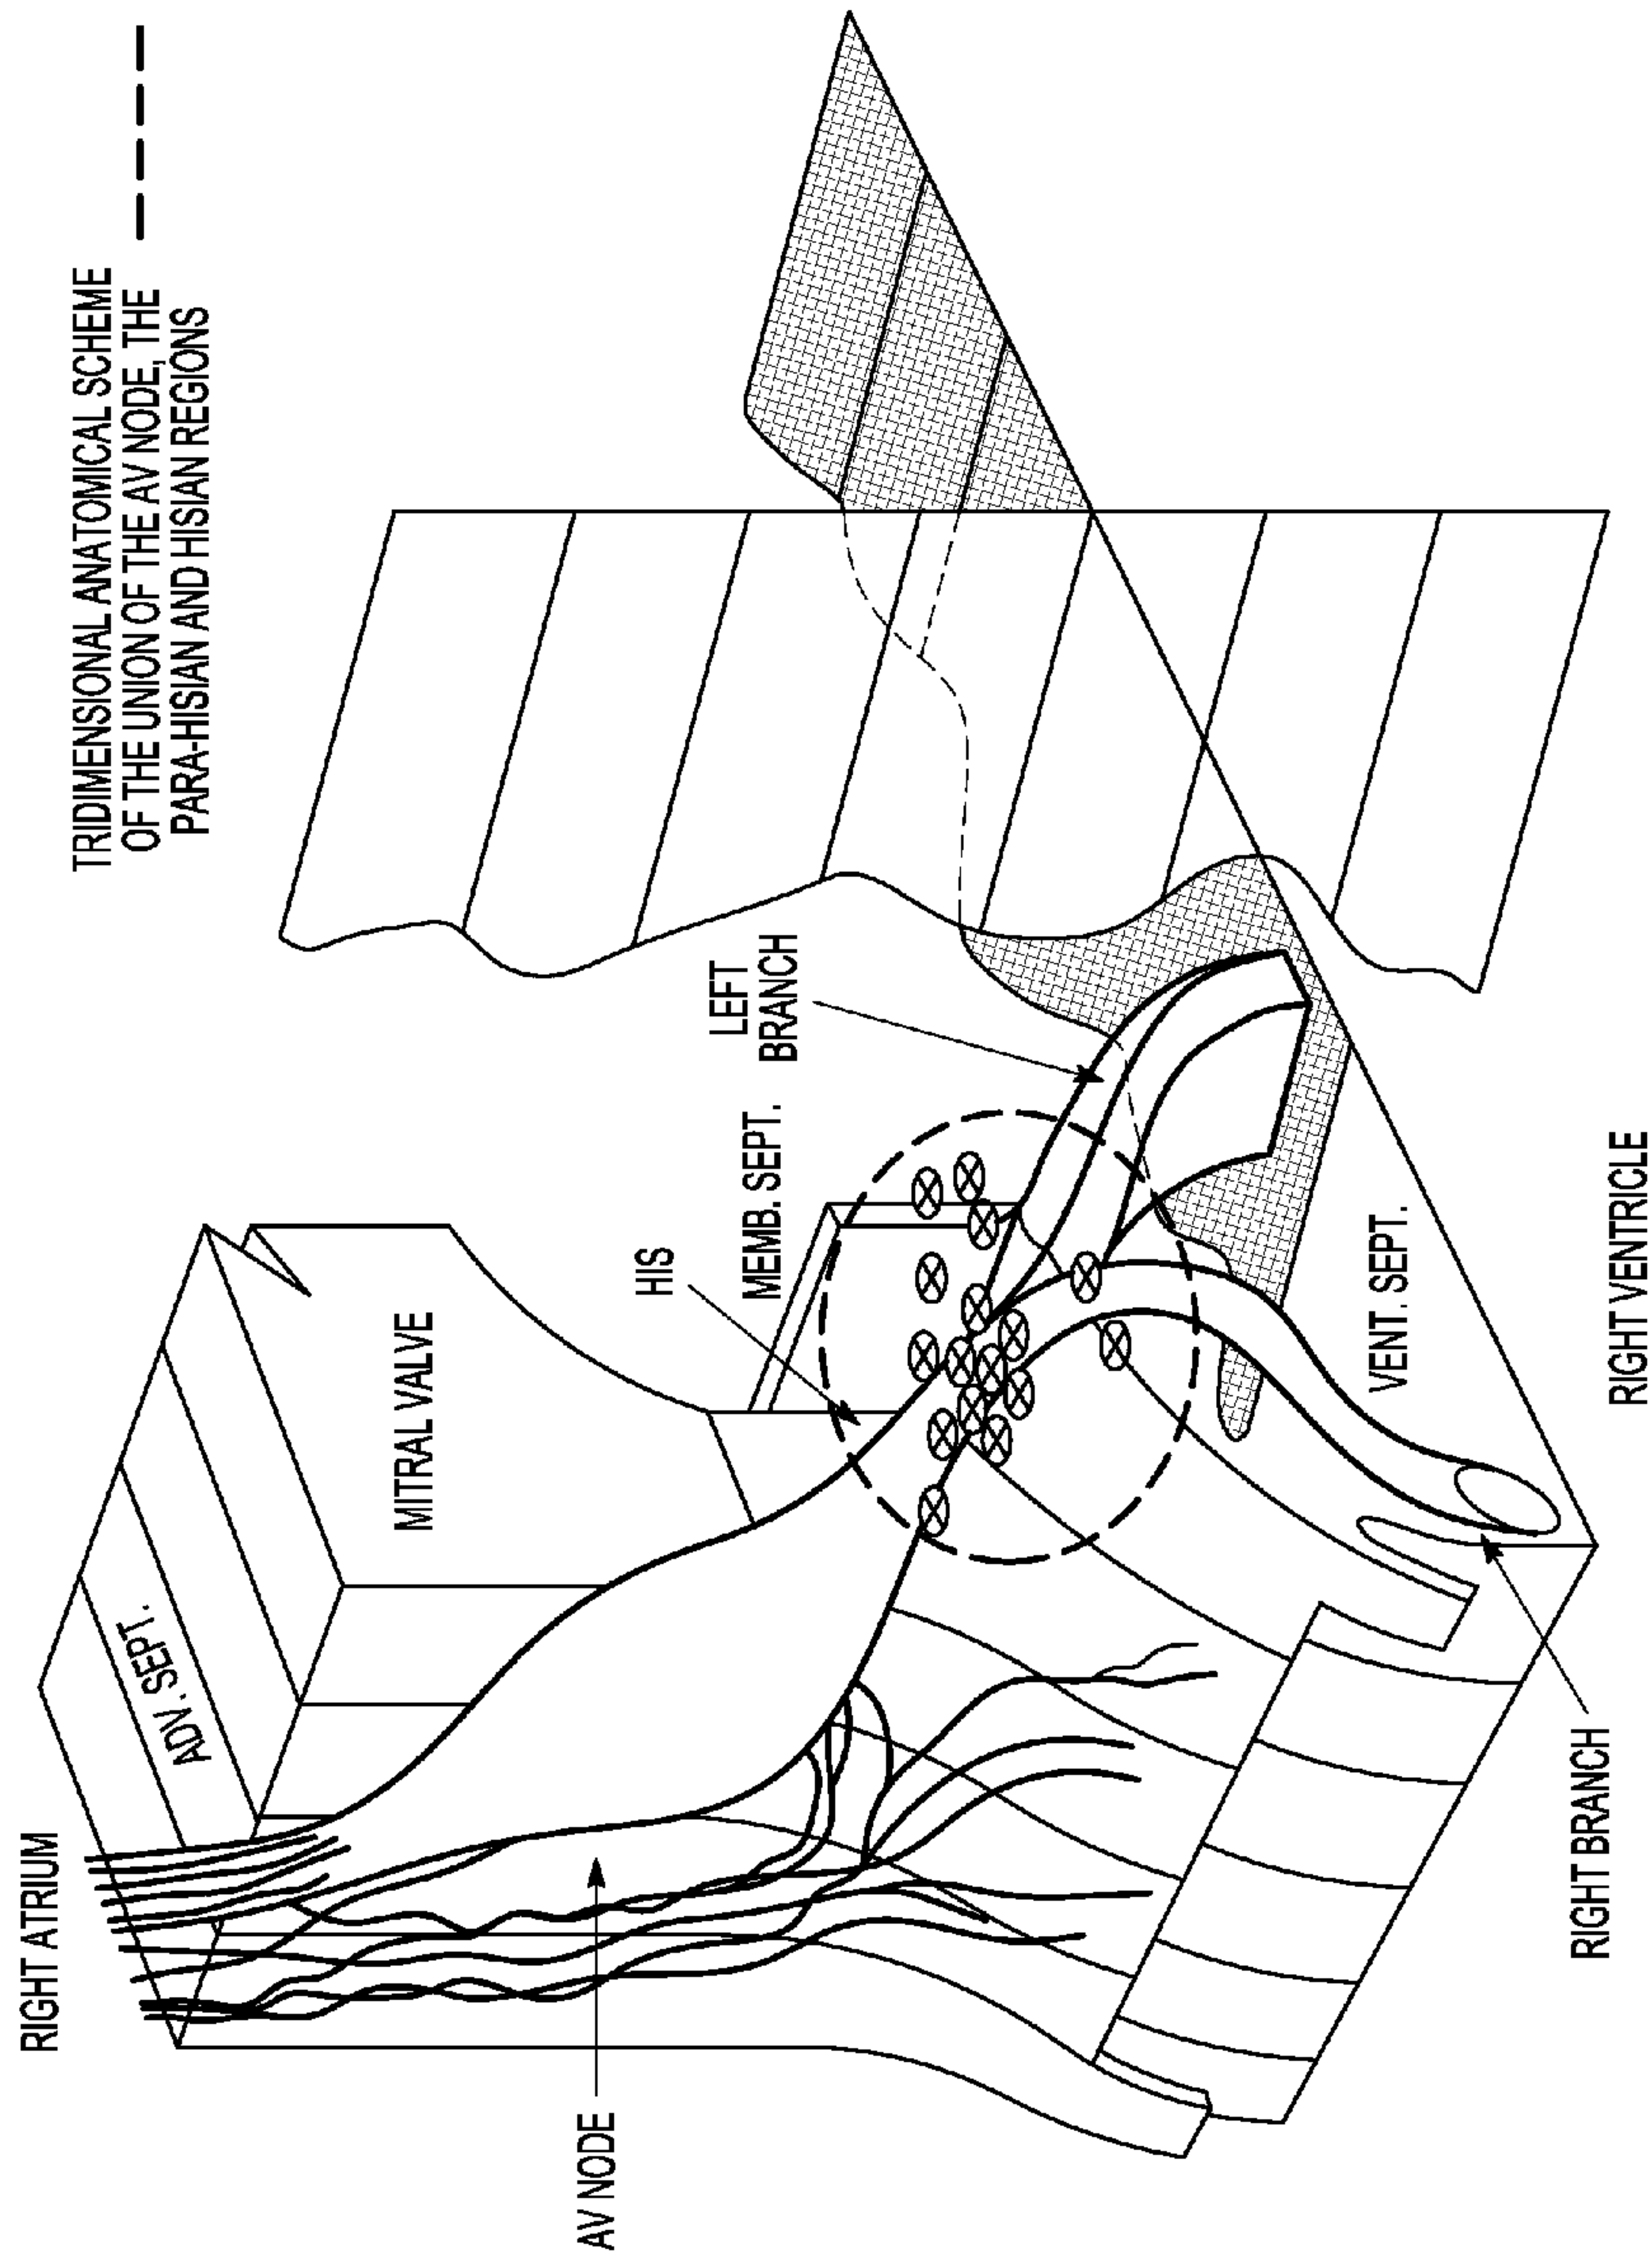 TRIDIMENSIONAL ANATOMICAL SCHEME
OF THE UNION OF THE AV NODE, THE
PARA-HISIAN AND HISIAN REGIONS
RIGHT ATRIUM
ADV. SEPT.
MITRAL VALVE
HIS
MEMB. SEPT.
LEFT
BRANCH
AV NODE
VENT. SEPT.
RIGHT BRANCH
RIGHT VENTRICLE